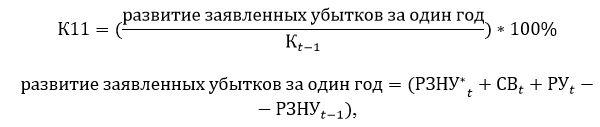 К11 = (развитие заявленных убытков за один год / К_{t−1}) ∗ 100%
развитие заявленных убытков за один год = (РЗНУ*_t + СВ_t + РУ_t −
− РЗНУ_{t−1}),